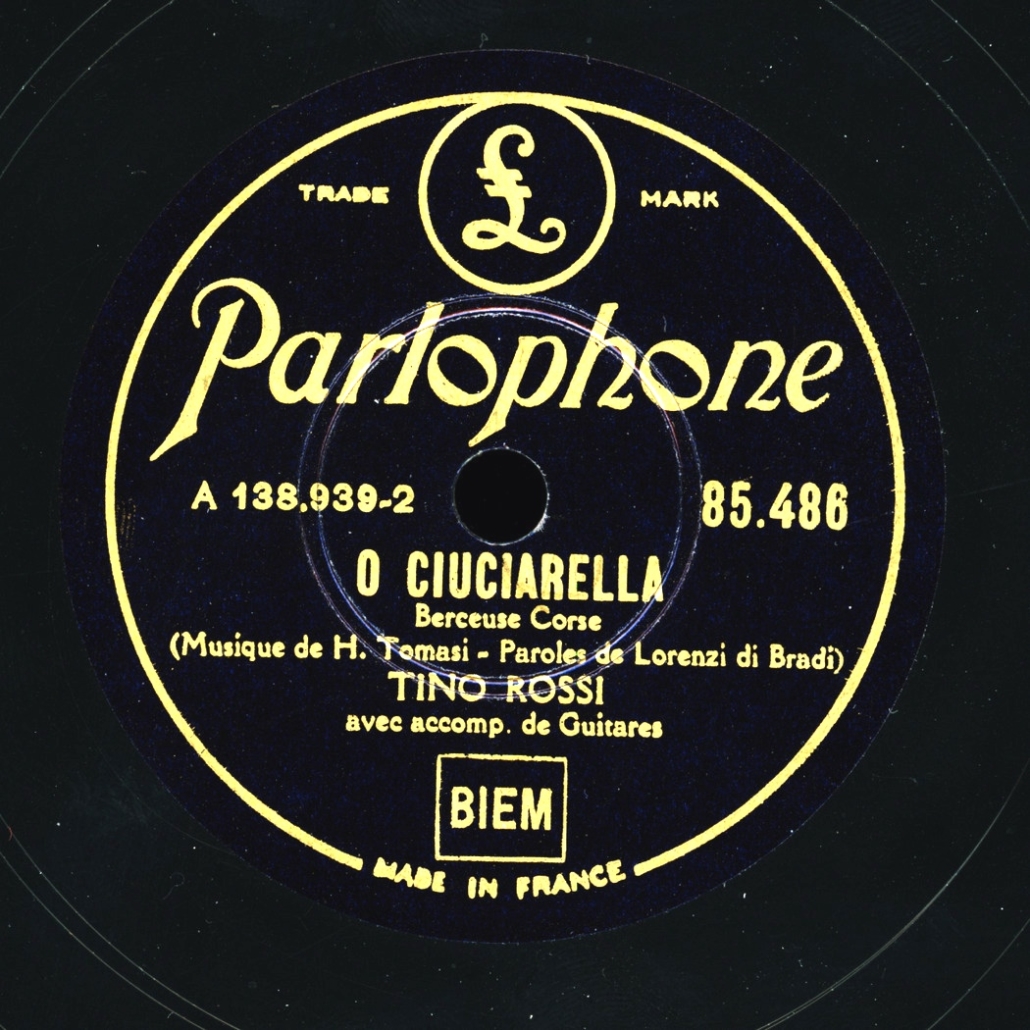 £
TRADE MARK
Parlophone
A 138.939-2 85.486
O CIUCIARELLA
Berceuse Corse
(Musique de H. Tomasi - Paroles de Lorenzi di Bradi)
TINO ROSSI
avec accomp. de Guitares
BIEM
MADE IN FRANCE